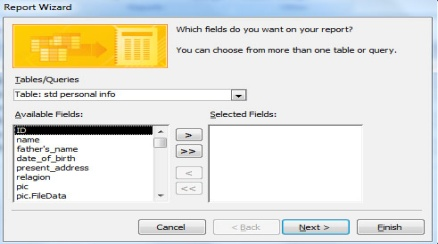 Report Wizard
Which fields do you want on your report?
You can choose from more than one table or query.
Tables/Queries
Table: std personal info
Available Fields:
Selected Fields:
ID
name
father's_name
date_of_birth
present_address
relagion
pic
pic.FileData
>
>>
<
<<
Cancel
< Back
Next >
Finish